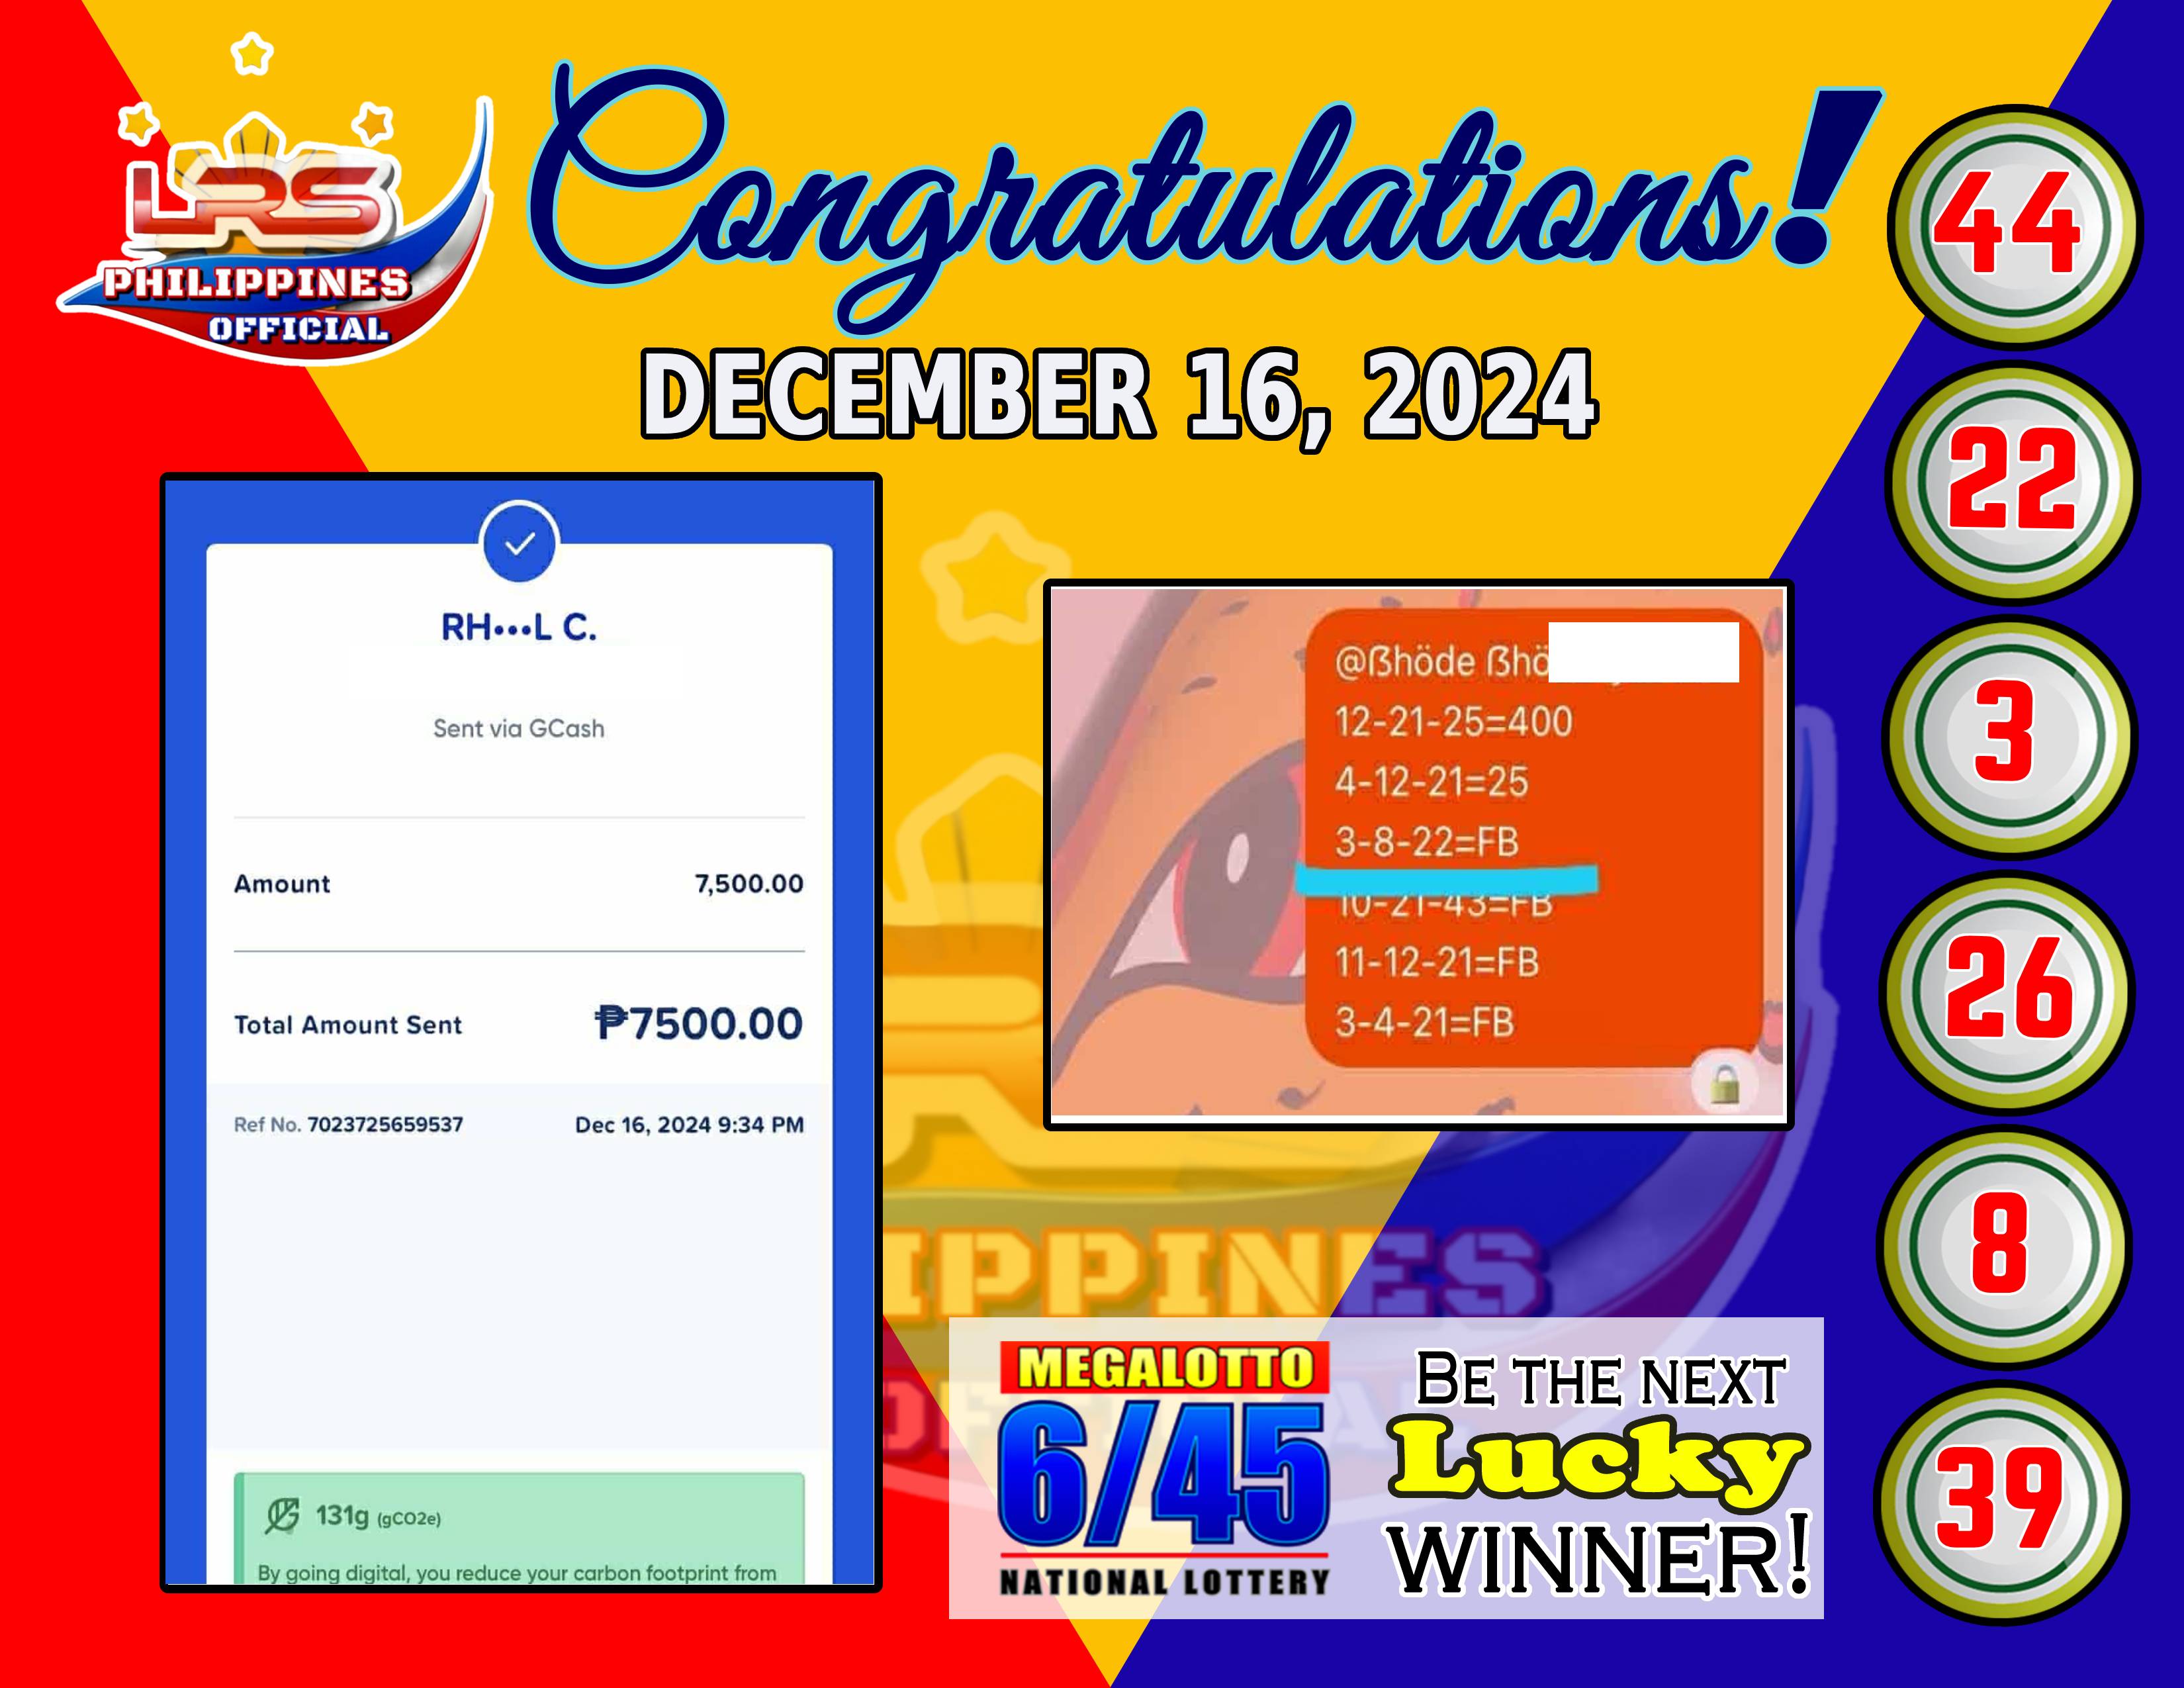 LRS
PHILIPPINES
OFFICIAL
Congratulations!
DECEMBER 16, 2024
RH•••L C.
Sent via GCash
Amount 7,500.00
Total Amount Sent ₱7500.00
Ref No. 7023725659537 Dec 16, 2024 9:34 PM
131g (gCO2e)
By going digital, you reduce your carbon footprint from
@ẞhöde ẞhö
12-21-25=400
4-12-21=25
3-8-22=FB
10-21-43=FB
11-12-21=FB
3-4-21=FB
44
22
3
26
8
39
IPPINES
MEGALOTTO
6/45
NATIONAL LOTTERY
BE THE NEXT
Lucky
WINNER!